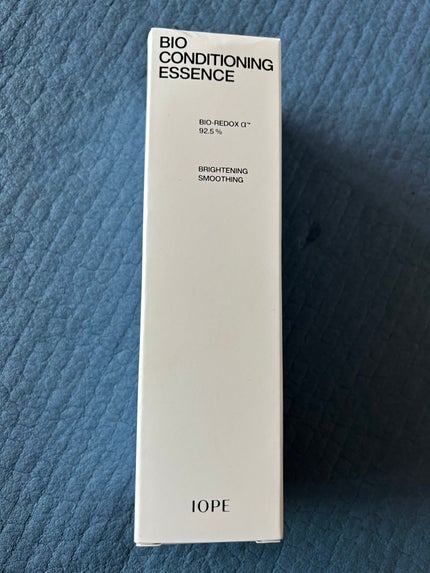 BIO
CONDITIONING
ESSENCE
BIO-REDOX α™
92.5 %
BRIGHTENING
SMOOTHING
IOPE